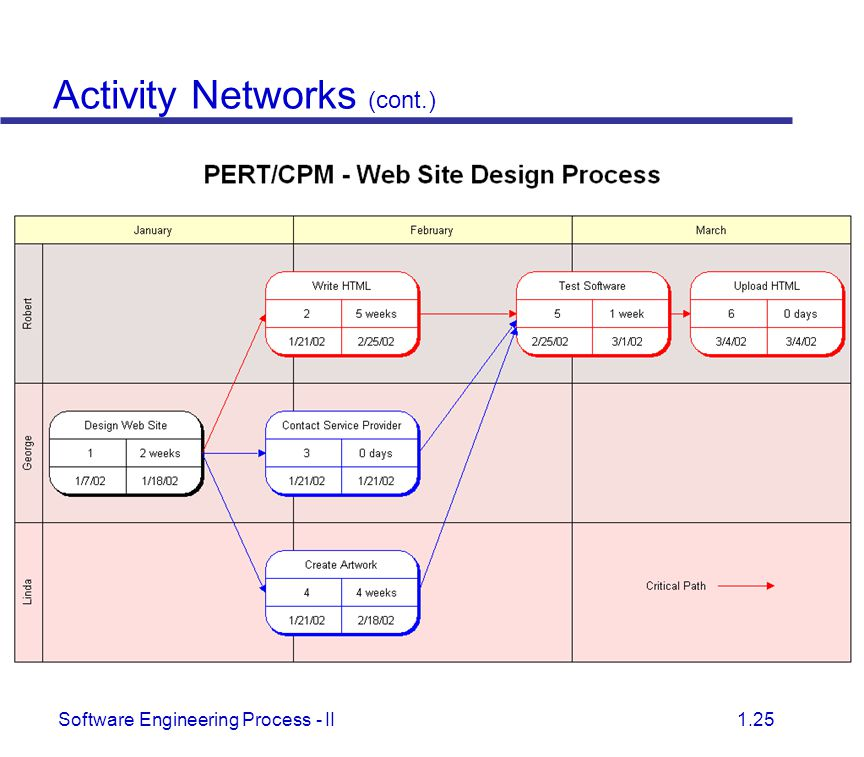 Activity Networks (cont.)
PERT/CPM - Web Site Design Process
January February March
Robert
Write HTML
2 5 weeks
1/21/02 2/25/02
Test Software
5 1 week
2/25/02 3/1/02
Upload HTML
6 0 days
3/4/02 3/4/02
George
Design Web Site
1 2 weeks
1/7/02 1/18/02
Contact Service Provider
3 0 days
1/21/02 1/21/02
Linda
Create Artwork
4 4 weeks
1/21/02 2/18/02
Critical Path
Software Engineering Process - II 1.25